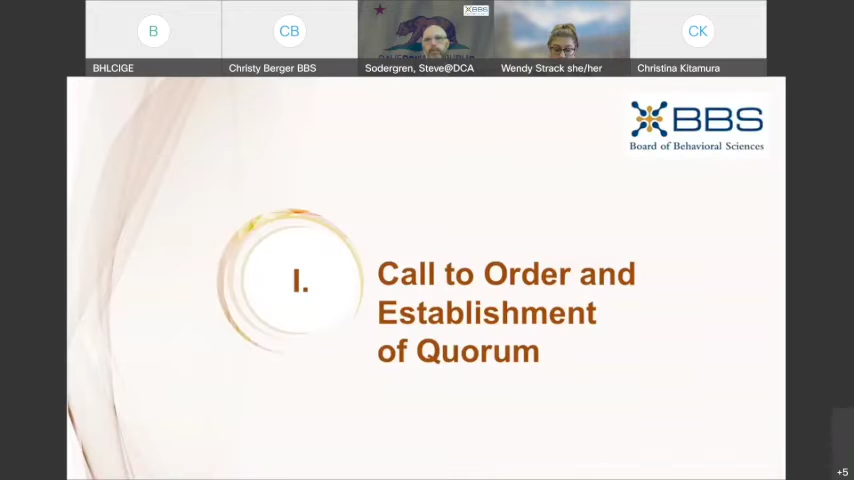 B
CB
XBBS
CK
BHLCIGE
Christy Berger BBS
Sodergren, Steve@DCA
Wendy Strack she/her
Christina Kitamura
BBS
Board of Behavioral Sciences
I.
Call to Order and
Establishment
of Quorum
+5